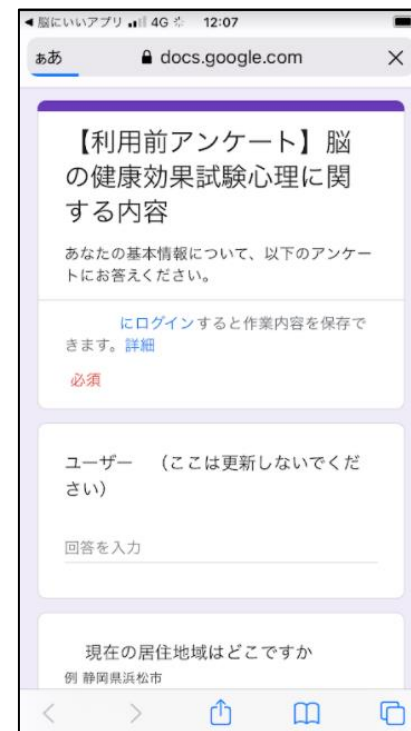 ◀ 脳にいいアプリ 4G 12:07
ぁあ docs.google.com
【利用前アンケート】脳
の健康効果試験心理に関
する内容
あなたの基本情報について、以下のアンケー
トにお答えください。
にログインすると作業内容を保存で
きます。詳細
必須
ユーザー （ここは更新しないでくだ
さい）
回答を入力
現在の居住地域はどこですか
例 静岡県浜松市